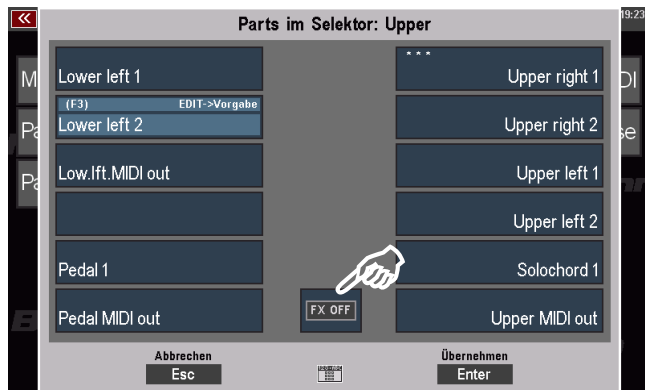 Parts im Selektor: Upper
19:23
Lower left 1
* * *
Upper right 1
(F3) EDIT->Vorgabe
Lower left 2
Upper right 2
Low.lft.MIDI out
Upper left 1
Upper left 2
Pedal 1
Solochord 1
Pedal MIDI out
FX OFF
Upper MIDI out
Abbrechen
Übernehmen
Esc
Enter